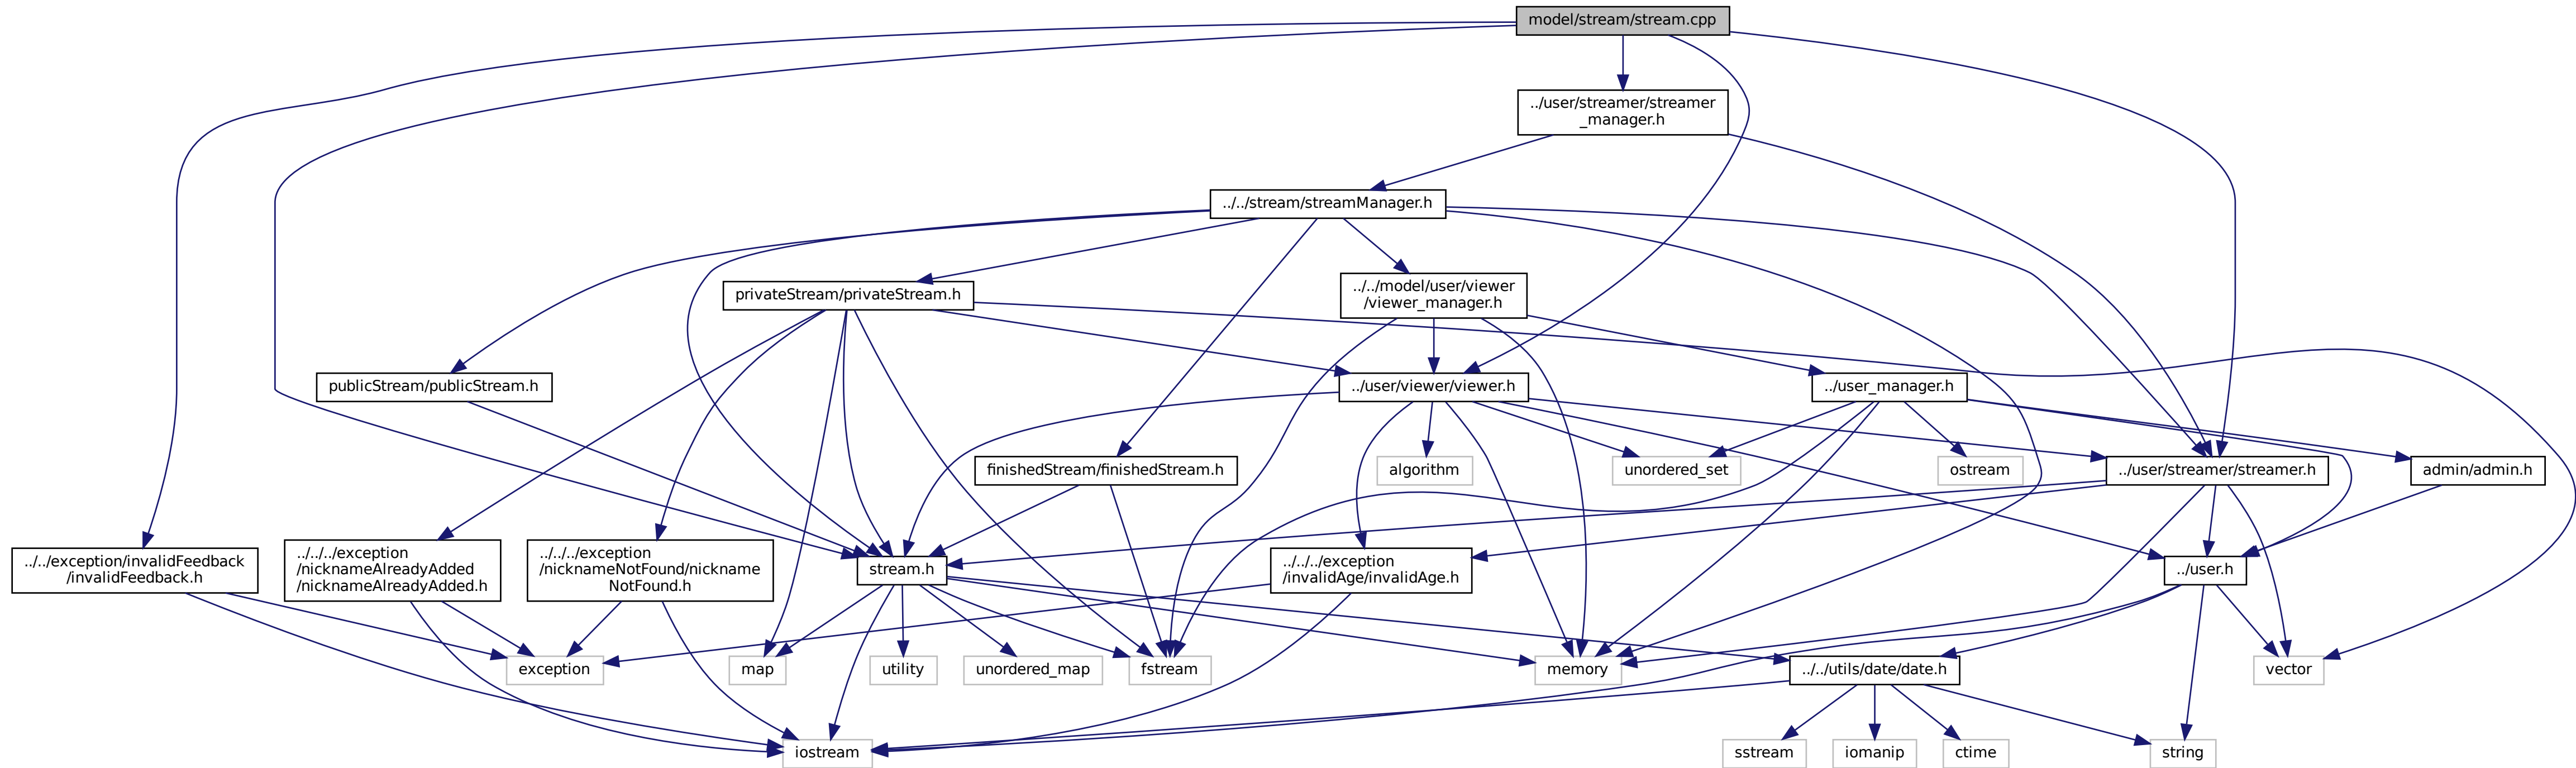 model/stream/stream.cpp
../user/streamer/streamer
_manager.h
../../stream/streamManager.h
privateStream/privateStream.h
../../model/user/viewer
/viewer_manager.h
publicStream/publicStream.h
../user/viewer/viewer.h
../user_manager.h
finishedStream/finishedStream.h
algorithm
unordered_set
ostream
../user/streamer/streamer.h
admin/admin.h
../../exception/invalidFeedback
/invalidFeedback.h
../../../exception
/nicknameAlreadyAdded
/nicknameAlreadyAdded.h
../../../exception
/nicknameNotFound/nickname
NotFound.h
stream.h
../../../exception
/invalidAge/invalidAge.h
../user.h
exception
map
utility
unordered_map
fstream
memory
../../utils/date/date.h
vector
iostream
sstream
iomanip
ctime
string